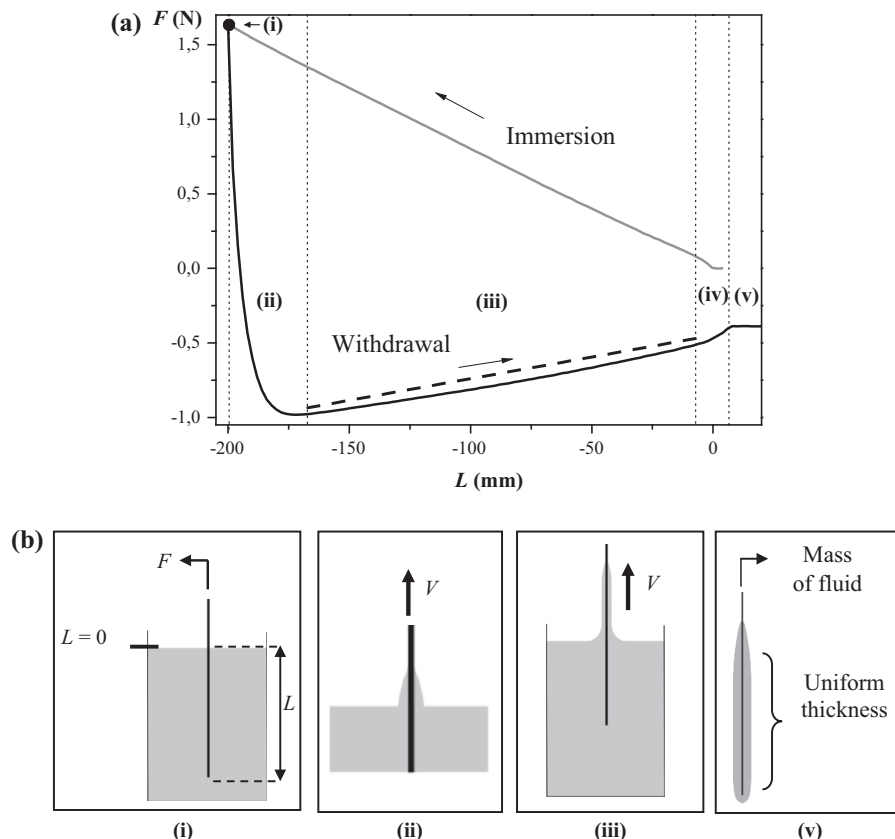 (a) F (N)
(i)
1,5
1,0
0,5
0,0
-0,5
-1,0
Immersion
(ii)
(iii)
(iv)
(v)
Withdrawal
-200
-150
-100
-50
0
L (mm)
(b)
F
L = 0
L
(i)
V
(ii)
V
(iii)
Mass
of fluid
Uniform
thickness
(v)